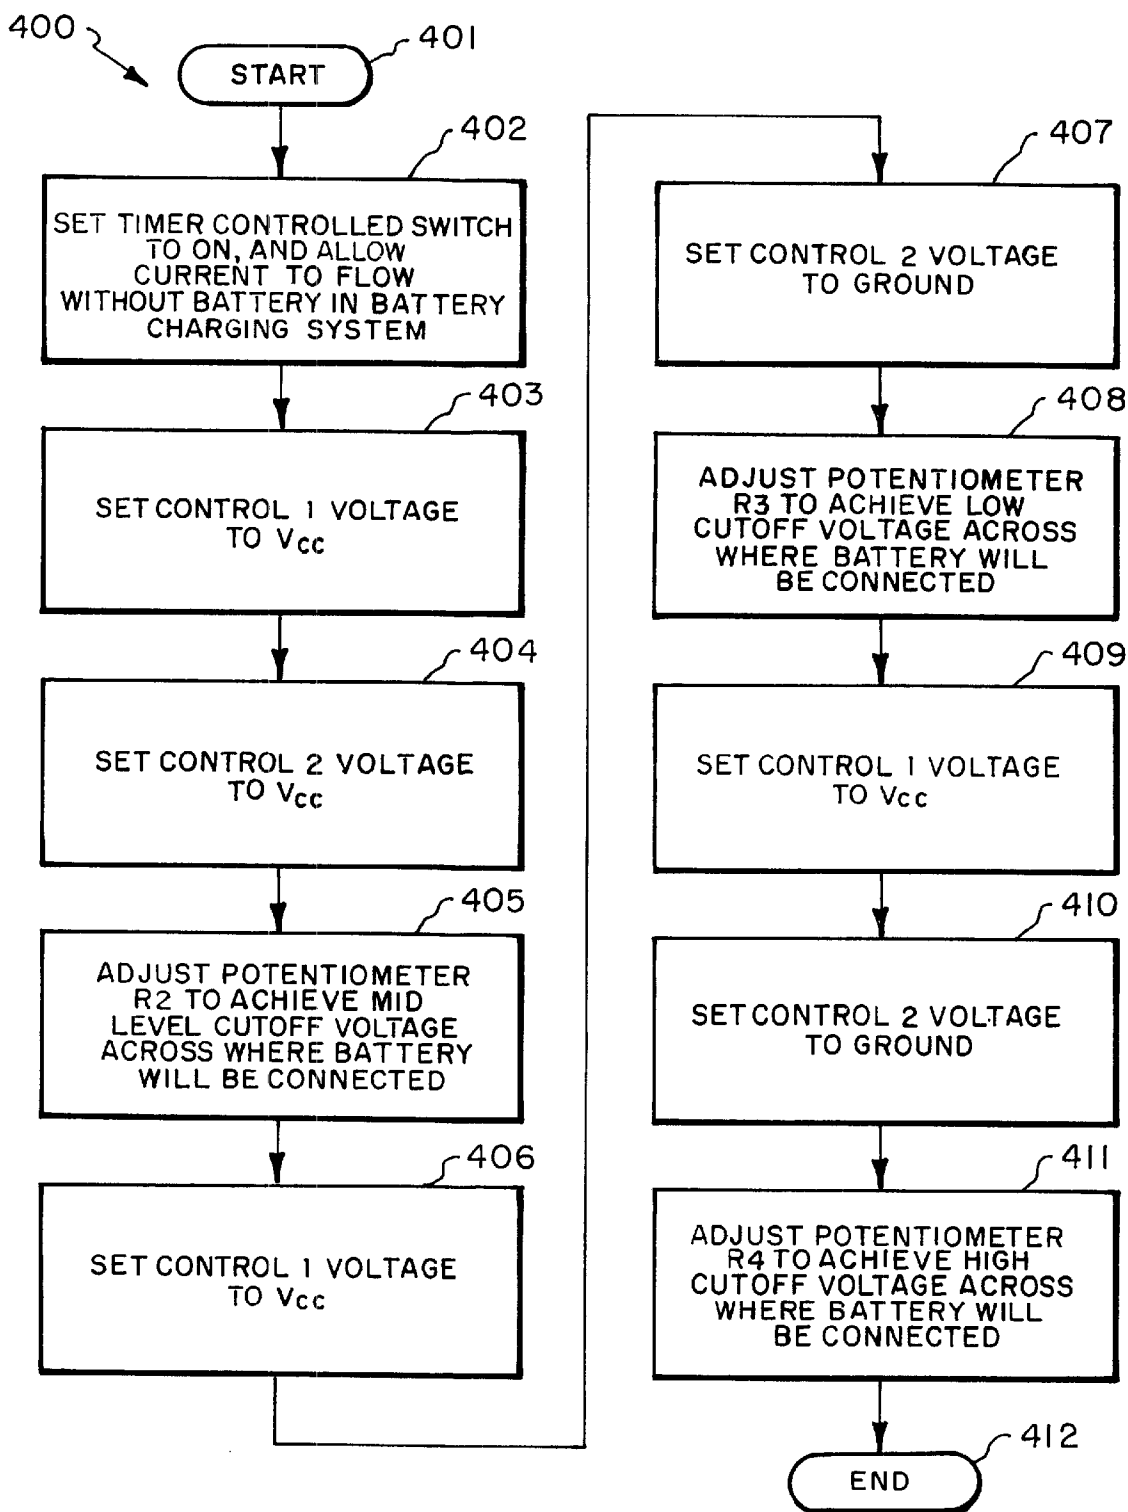 400
401
START
402
SET TIMER CONTROLLED SWITCH
TO ON, AND ALLOW
CURRENT TO FLOW
WITHOUT BATTERY IN BATTERY
CHARGING SYSTEM
403
SET CONTROL 1 VOLTAGE
TO Vcc
404
SET CONTROL 2 VOLTAGE
TO Vcc
405
ADJUST POTENTIOMETER
R2 TO ACHIEVE MID
LEVEL CUTOFF VOLTAGE
ACROSS WHERE BATTERY
WILL BE CONNECTED
406
SET CONTROL 1 VOLTAGE
TO Vcc
407
SET CONTROL 2 VOLTAGE
TO GROUND
408
ADJUST POTENTIOMETER
R3 TO ACHIEVE LOW
CUTOFF VOLTAGE ACROSS
WHERE BATTERY WILL
BE CONNECTED
409
SET CONTROL 1 VOLTAGE
TO Vcc
410
SET CONTROL 2 VOLTAGE
TO GROUND
411
ADJUST POTENTIOMETER
R4 TO ACHIEVE HIGH
CUTOFF VOLTAGE ACROSS
WHERE BATTERY WILL
BE CONNECTED
412
END